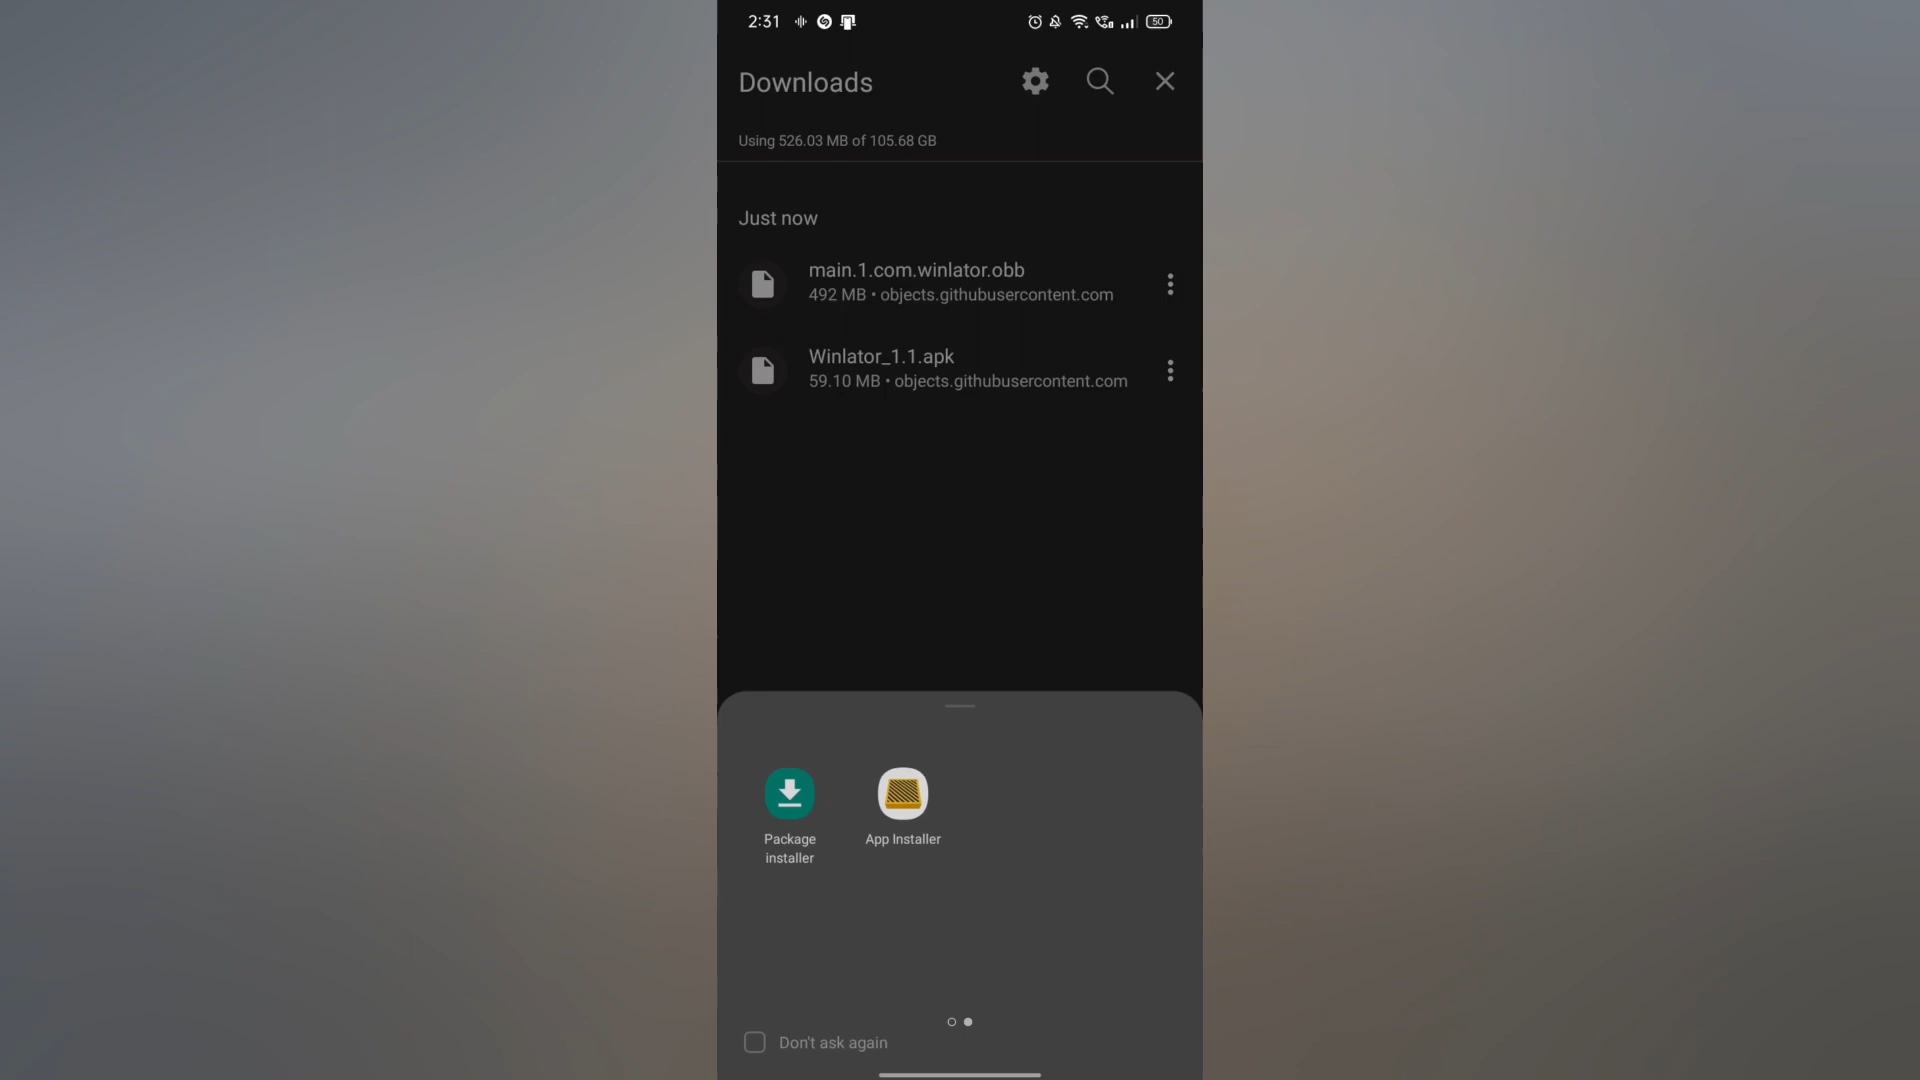 2:31
50
Downloads
Using 526.03 MB of 105.68 GB
Just now
main.1.com.winlator.obb
492 MB • objects.githubusercontent.com
Winlator_1.1.apk
59.10 MB • objects.githubusercontent.com
Package
installer
App Installer
Don't ask again